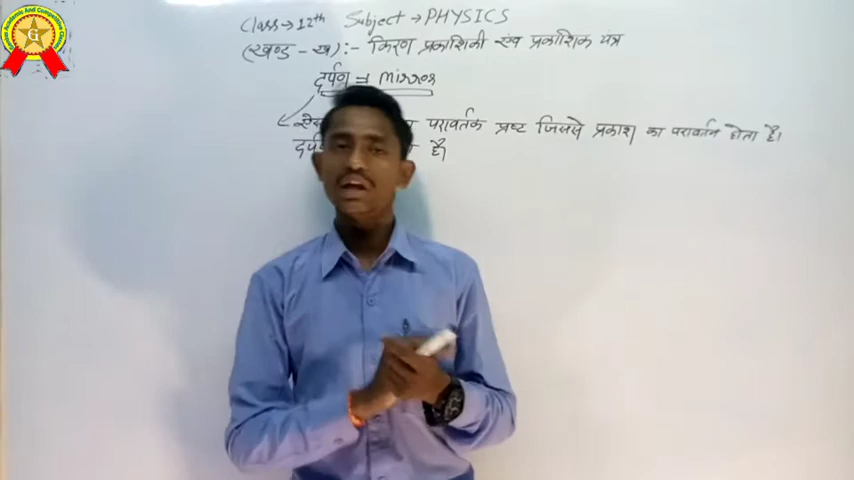 Class → 12th Subject → PHYSICS
(खण्ड - ख) :- किरण प्रकाशिकी एंव प्रकाशिक यंत्र
दर्पण = Mirror
परावर्तक प्रष्ट जिससे प्रकाश का परावर्तन होता है।
है।
G